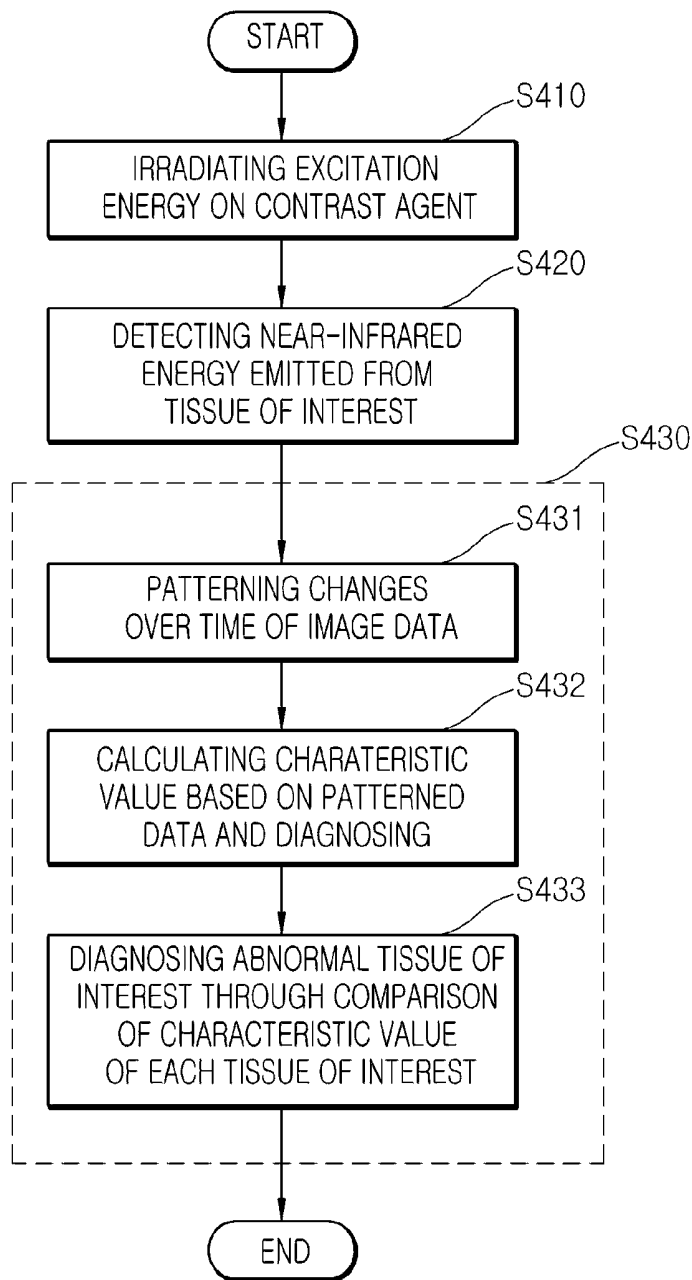 START
S410
IRRADIATING EXCITATION
ENERGY ON CONTRAST AGENT
S420
DETECTING NEAR-INFRARED
ENERGY EMITTED FROM
TISSUE OF INTEREST
S430
S431
PATTERNING CHANGES
OVER TIME OF IMAGE DATA
S432
CALCULATING CHARATERISTIC
VALUE BASED ON PATTERNED
DATA AND DIAGNOSING
S433
DIAGNOSING ABNORMAL TISSUE OF
INTEREST THROUGH COMPARISON
OF CHARACTERISTIC VALUE
OF EACH TISSUE OF INTEREST
END